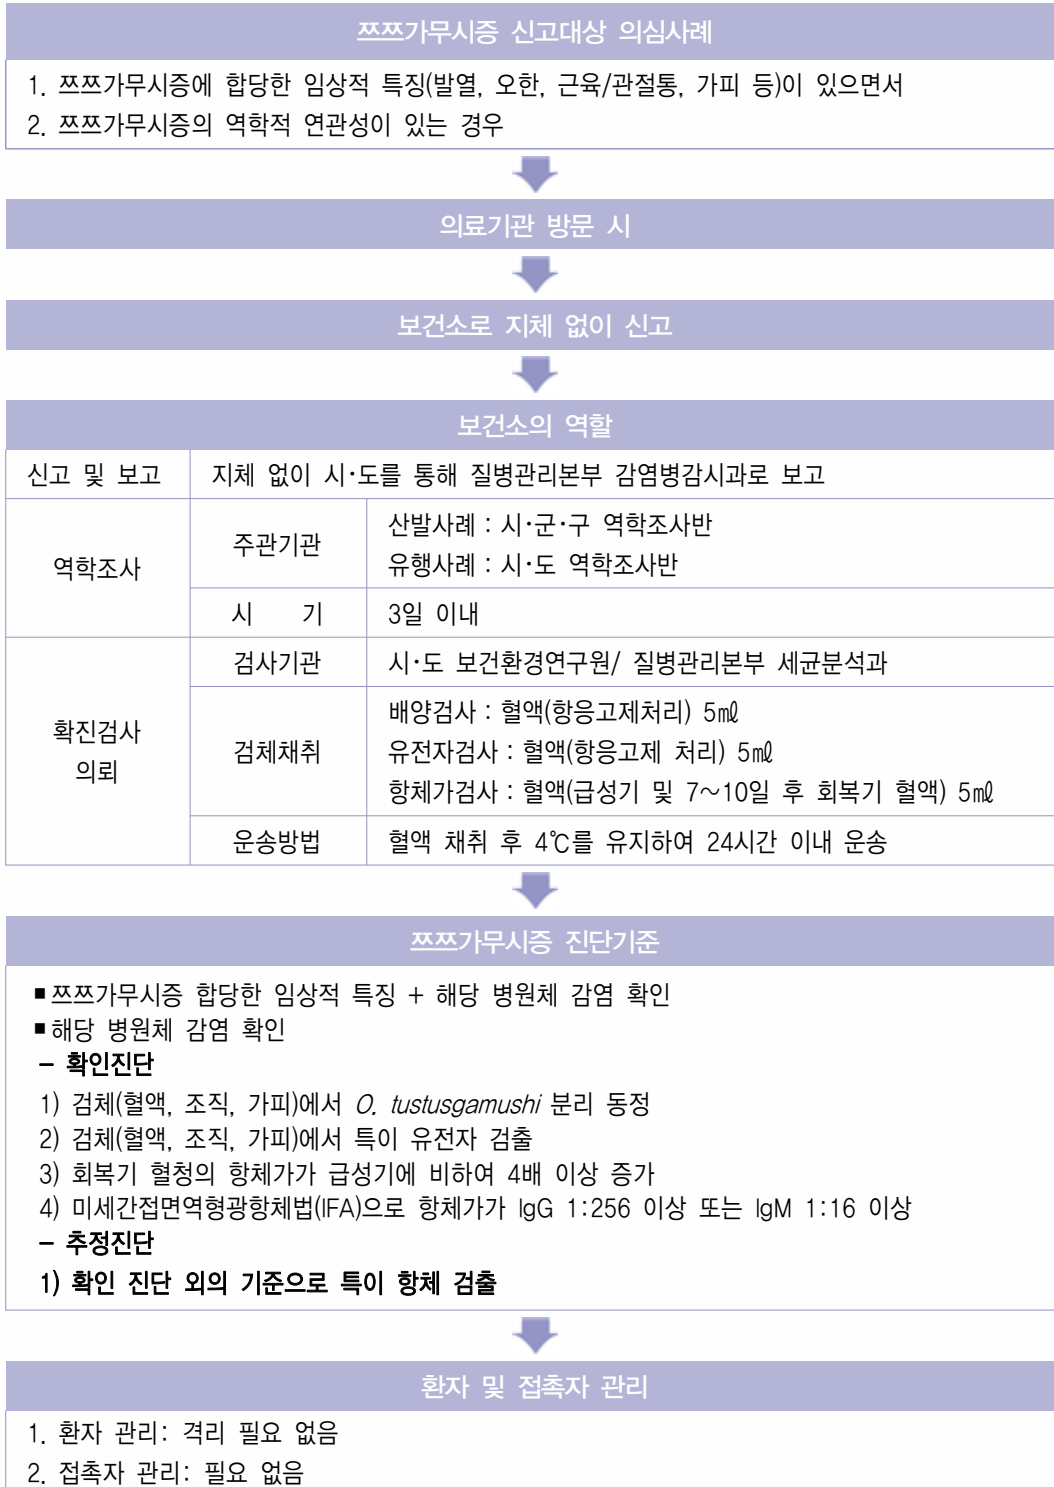 쯔쯔가무시증 신고대상 의심사례
1. 쯔쯔가무시증에 합당한 임상적 특징(발열, 오한, 근육/관절통, 가피 등)이 있으면서
2. 쯔쯔가무시증의 역학적 연관성이 있는 경우
의료기관 방문 시
보건소로 지체 없이 신고
보건소의 역할
신고 및 보고
지체 없이 시·도를 통해 질병관리본부 감염병감시과로 보고
역학조사
주관기관
산발사례 : 시·군·구 역학조사반
유행사례 : 시·도 역학조사반
시 기
3일 이내
확진검사
의뢰
검사기관
시·도 보건환경연구원/ 질병관리본부 세균분석과
검체채취
배양검사 : 혈액(항응고제처리) 5㎖
유전자검사 : 혈액(항응고제 처리) 5㎖
항체가검사 : 혈액(급성기 및 7~10일 후 회복기 혈액) 5㎖
운송방법
혈액 채취 후 4℃를 유지하여 24시간 이내 운송
쯔쯔가무시증 진단기준
■ 쯔쯔가무시증 합당한 임상적 특징 + 해당 병원체 감염 확인
■ 해당 병원체 감염 확인
– 확인진단
1) 검체(혈액, 조직, 가피)에서 O. tustusgamushi 분리 동정
2) 검체(혈액, 조직, 가피)에서 특이 유전자 검출
3) 회복기 혈청의 항체가가 급성기에 비하여 4배 이상 증가
4) 미세간접면역형광항체법(IFA)으로 항체가가 IgG 1:256 이상 또는 IgM 1:16 이상
– 추정진단
1) 확인 진단 외의 기준으로 특이 항체 검출
환자 및 접촉자 관리
1. 환자 관리: 격리 필요 없음
2. 접촉자 관리: 필요 없음